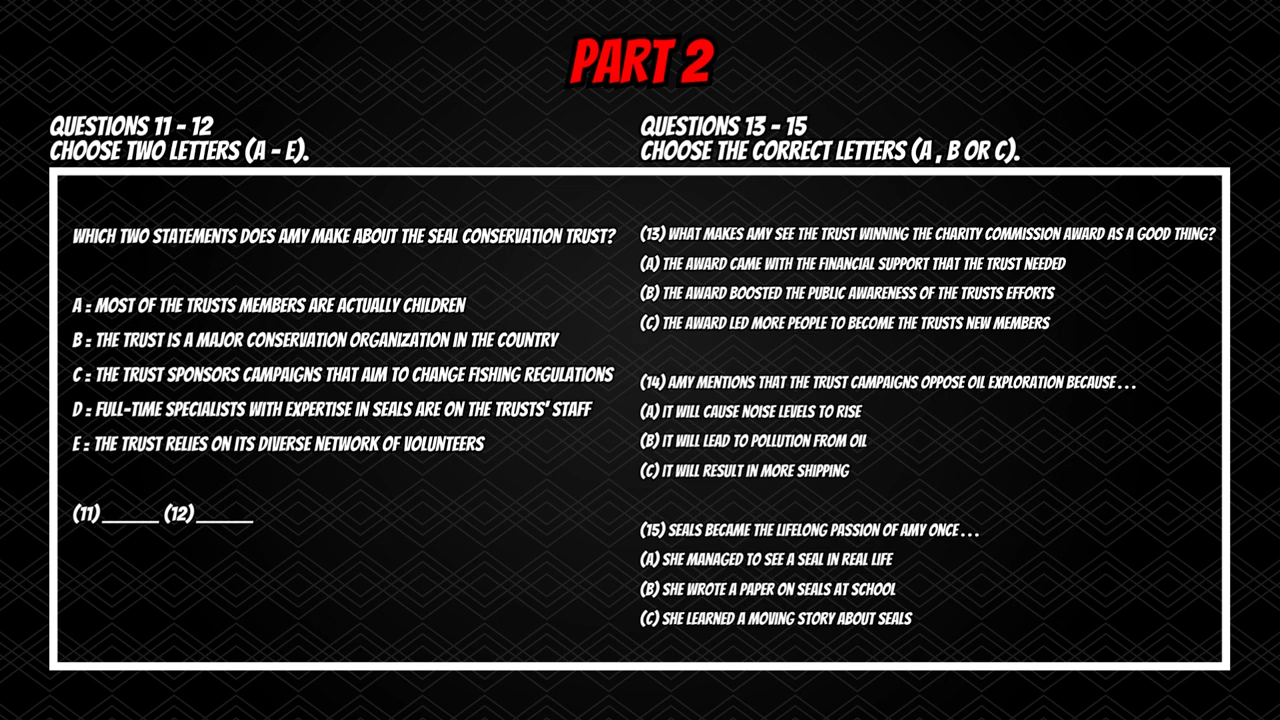 PART 2
QUESTIONS 11 - 12
CHOOSE TWO LETTERS (A - E).
WHICH TWO STATEMENTS DOES AMY MAKE ABOUT THE SEAL CONSERVATION TRUST?
A : MOST OF THE TRUSTS MEMBERS ARE ACTUALLY CHILDREN
B : THE TRUST IS A MAJOR CONSERVATION ORGANIZATION IN THE COUNTRY
C : THE TRUST SPONSORS CAMPAIGNS THAT AIM TO CHANGE FISHING REGULATIONS
D : FULL-TIME SPECIALISTS WITH EXPERTISE IN SEALS ARE ON THE TRUSTS' STAFF
E : THE TRUST RELIES ON ITS DIVERSE NETWORK OF VOLUNTEERS
(11)______ (12)______
QUESTIONS 13 - 15
CHOOSE THE CORRECT LETTERS (A , B OR C).
(13) WHAT MAKES AMY SEE THE TRUST WINNING THE CHARITY COMMISSION AWARD AS A GOOD THING?
(A) THE AWARD CAME WITH THE FINANCIAL SUPPORT THAT THE TRUST NEEDED
(B) THE AWARD BOOSTED THE PUBLIC AWARENESS OF THE TRUSTS EFFORTS
(C) THE AWARD LED MORE PEOPLE TO BECOME THE TRUSTS NEW MEMBERS
(14) AMY MENTIONS THAT THE TRUST CAMPAIGNS OPPOSE OIL EXPLORATION BECAUSE . . .
(A) IT WILL CAUSE NOISE LEVELS TO RISE
(B) IT WILL LEAD TO POLLUTION FROM OIL
(C) IT WILL RESULT IN MORE SHIPPING
(15) SEALS BECAME THE LIFELONG PASSION OF AMY ONCE . . .
(A) SHE MANAGED TO SEE A SEAL IN REAL LIFE
(B) SHE WROTE A PAPER ON SEALS AT SCHOOL
(C) SHE LEARNED A MOVING STORY ABOUT SEALS